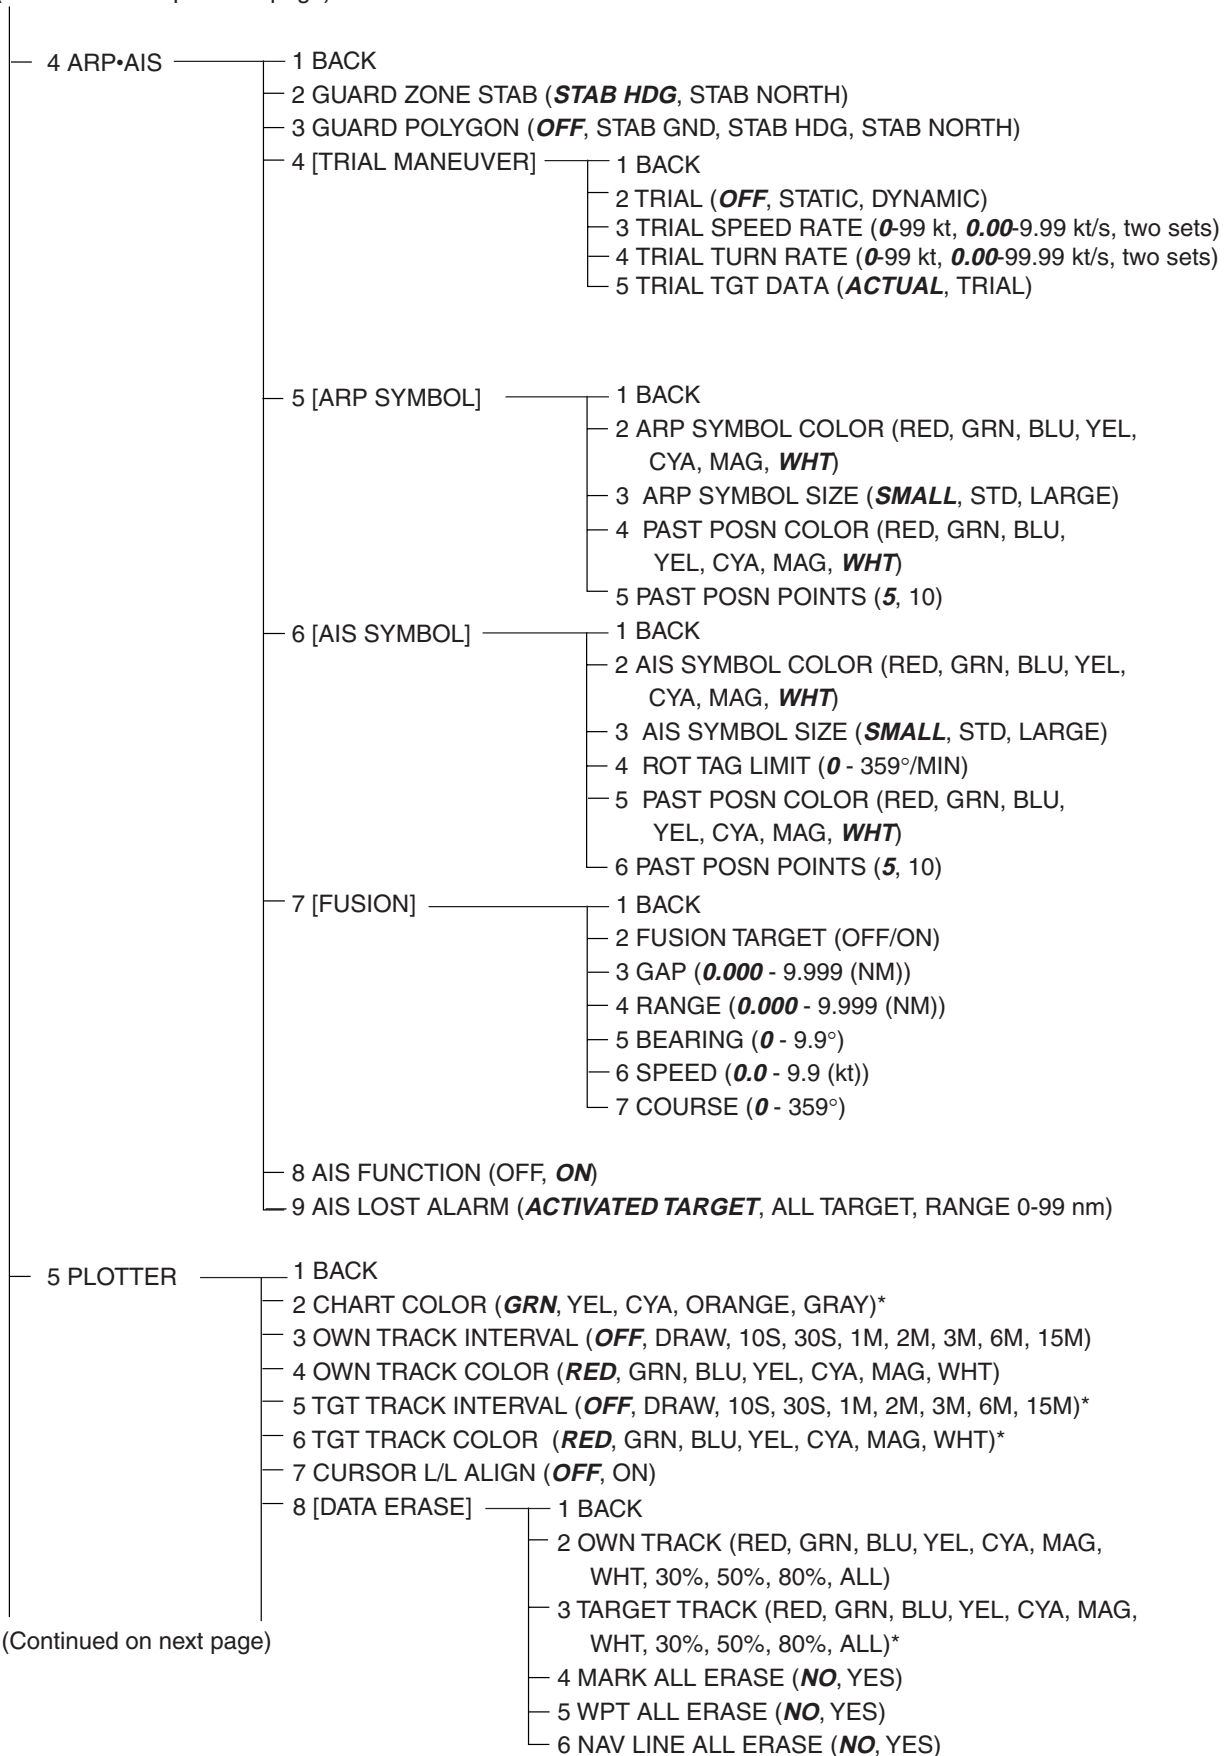 4 ARP•AIS
1 BACK
2 GUARD ZONE STAB (STAB HDG, STAB NORTH)
3 GUARD POLYGON (OFF, STAB GND, STAB HDG, STAB NORTH)
4 [TRIAL MANEUVER]
1 BACK
2 TRIAL (OFF, STATIC, DYNAMIC)
3 TRIAL SPEED RATE (0-99 kt, 0.00-9.99 kt/s, two sets)
4 TRIAL TURN RATE (0-99 kt, 0.00-99.99 kt/s, two sets)
5 TRIAL TGT DATA (ACTUAL, TRIAL)
5 [ARP SYMBOL]
1 BACK
2 ARP SYMBOL COLOR (RED, GRN, BLU, YEL,
CYA, MAG, WHT)
3 ARP SYMBOL SIZE (SMALL, STD, LARGE)
4 PAST POSN COLOR (RED, GRN, BLU,
YEL, CYA, MAG, WHT)
5 PAST POSN POINTS (5, 10)
6 [AIS SYMBOL]
1 BACK
2 AIS SYMBOL COLOR (RED, GRN, BLU, YEL,
CYA, MAG, WHT)
3 AIS SYMBOL SIZE (SMALL, STD, LARGE)
4 ROT TAG LIMIT (0 - 359°/MIN)
5 PAST POSN COLOR (RED, GRN, BLU,
YEL, CYA, MAG, WHT)
6 PAST POSN POINTS (5, 10)
7 [FUSION]
1 BACK
2 FUSION TARGET (OFF/ON)
3 GAP (0.000 - 9.999 (NM))
4 RANGE (0.000 - 9.999 (NM))
5 BEARING (0 - 9.9°)
6 SPEED (0.0 - 9.9 (kt))
7 COURSE (0 - 359°)
8 AIS FUNCTION (OFF, ON)
9 AIS LOST ALARM (ACTIVATED TARGET, ALL TARGET, RANGE 0-99 nm)
5 PLOTTER
1 BACK
2 CHART COLOR (GRN, YEL, CYA, ORANGE, GRAY)*
3 OWN TRACK INTERVAL (OFF, DRAW, 10S, 30S, 1M, 2M, 3M, 6M, 15M)
4 OWN TRACK COLOR (RED, GRN, BLU, YEL, CYA, MAG, WHT)
5 TGT TRACK INTERVAL (OFF, DRAW, 10S, 30S, 1M, 2M, 3M, 6M, 15M)*
6 TGT TRACK COLOR (RED, GRN, BLU, YEL, CYA, MAG, WHT)*
7 CURSOR L/L ALIGN (OFF, ON)
8 [DATA ERASE]
1 BACK
2 OWN TRACK (RED, GRN, BLU, YEL, CYA, MAG,
WHT, 30%, 50%, 80%, ALL)
3 TARGET TRACK (RED, GRN, BLU, YEL, CYA, MAG,
WHT, 30%, 50%, 80%, ALL)*
4 MARK ALL ERASE (NO, YES)
5 WPT ALL ERASE (NO, YES)
6 NAV LINE ALL ERASE (NO, YES)
(Continued on next page)